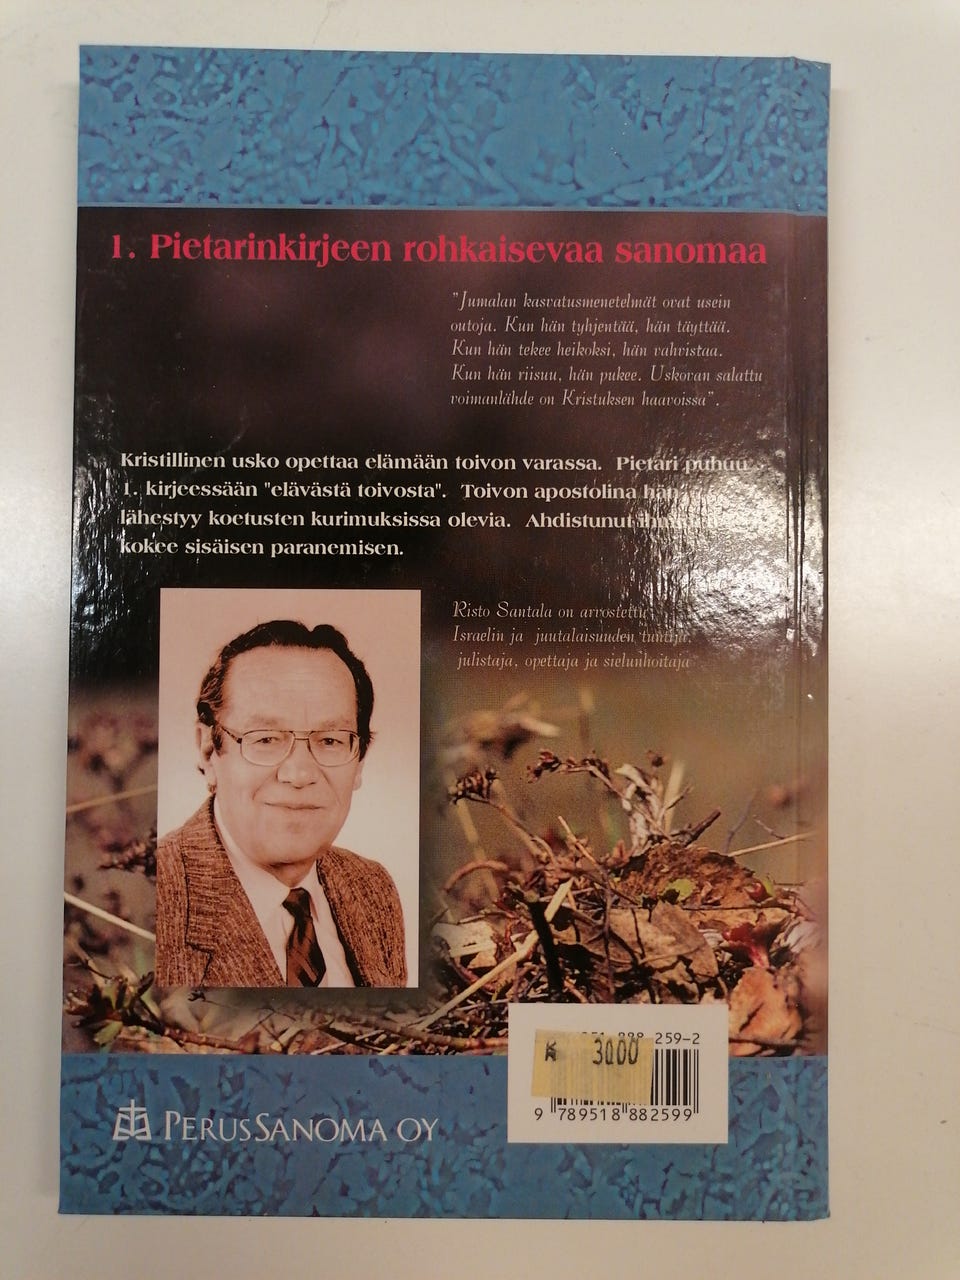 1. Pietarinkirjeen rohkaisevaa sanomaa
"Jumalan kasvatusmenetelmät ovat usein
outoja. Kun hän tyhjentää, hän täyttää.
Kun hän tekee heikoksi, hän vahvistaa.
Kun hän riisuu, hän pukee. Uskovan salattu
voimanlähde on Kristuksen haavoissa".
Kristillinen usko opettaa elämään toivon varassa. Pietari puhuu
1. kirjeessään "elävästä toivosta". Toivon apostolina hän
lähestyy koetusten kurimuksissa olevia. Ahdistunut
kokee sisäisen paranemisen.
Risto Santala on arvostettu
Israelin ja juutalaisuuden tuntija,
julistaja, opettaja ja sielunhoitaja
259-2
3000
9 789518 882599
PERUSSANOMA OY